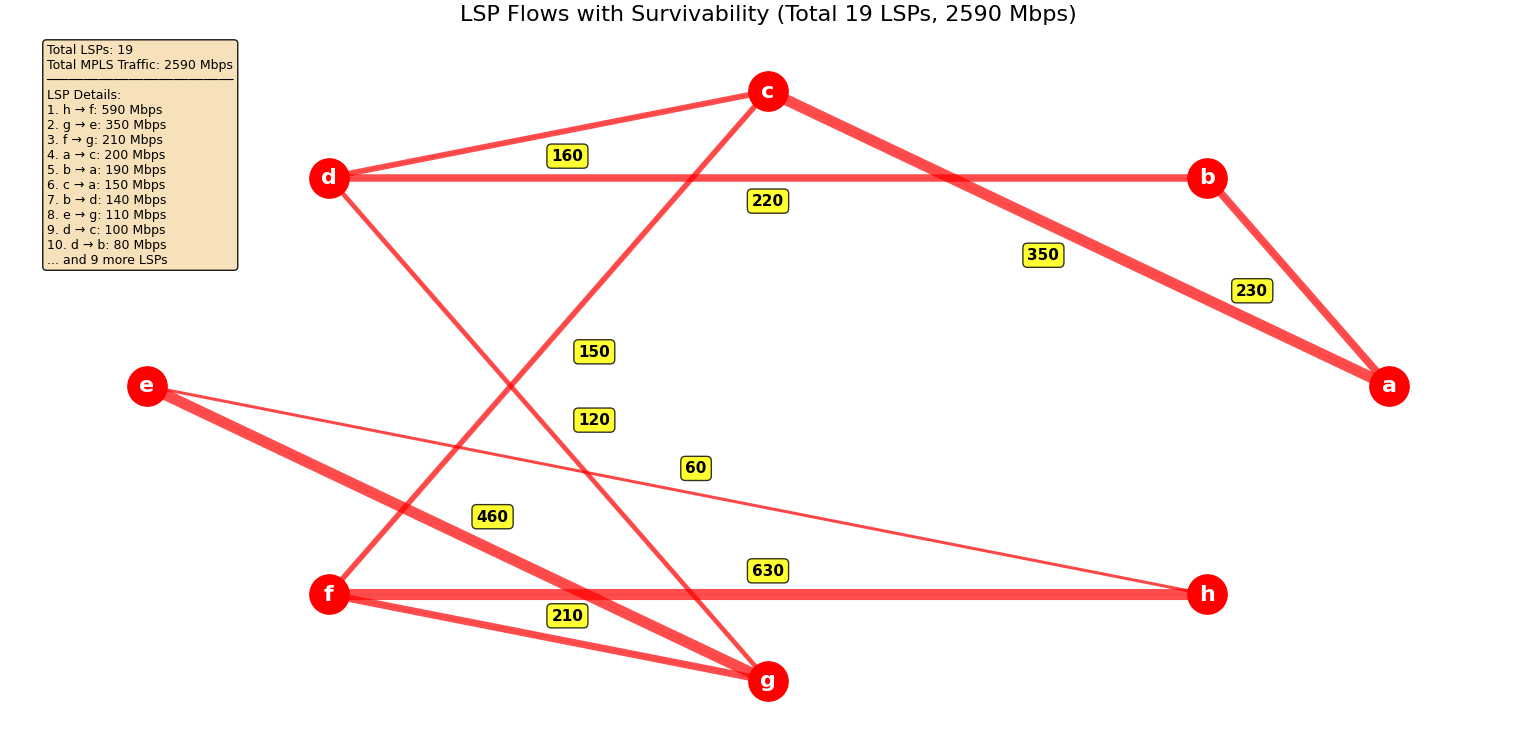 LSP Flows with Survivability (Total 19 LSPs, 2590 Mbps)
Total LSPs: 19
Total MPLS Traffic: 2590 Mbps
LSP Details:
1. h → f: 590 Mbps
2. g → e: 350 Mbps
3. f → g: 210 Mbps
4. a → c: 200 Mbps
5. b → a: 190 Mbps
6. c → a: 150 Mbps
7. b → d: 140 Mbps
8. e → g: 110 Mbps
9. d → c: 100 Mbps
10. d → b: 80 Mbps
... and 9 more LSPs
c
160
d
b
220
350
230
150
e
a
120
60
460
630
f
h
210
g